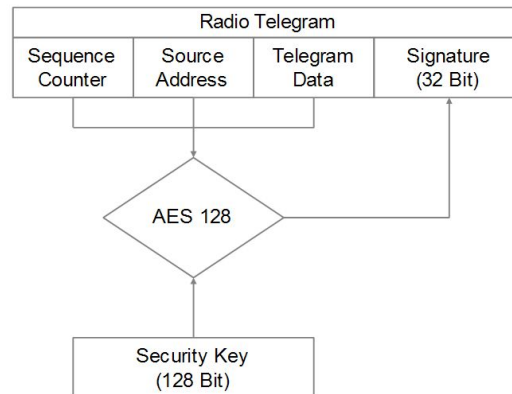 Radio Telegram
Sequence
Counter
Source
Address
Telegram
Data
Signature
(32 Bit)
AES 128
Security Key
(128 Bit)